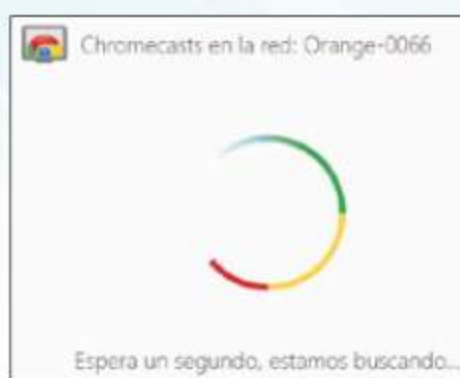 Chromecasts en la red: Orange-0066
Espera un segundo, estamos buscando...